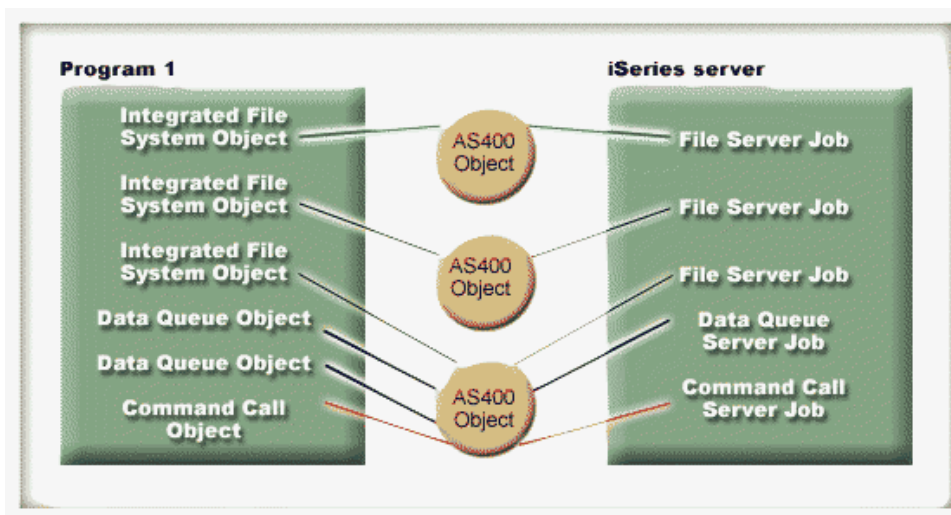 Program 1
Integrated File
System Object
Integrated File
System Object
Integrated File
System Object
Data Queue Object
Data Queue Object
Command Call
Object
AS400
Object
AS400
Object
AS400
Object
iSeries server
File Server Job
File Server Job
File Server Job
Data Queue
Server Job
Command Call
Server Job